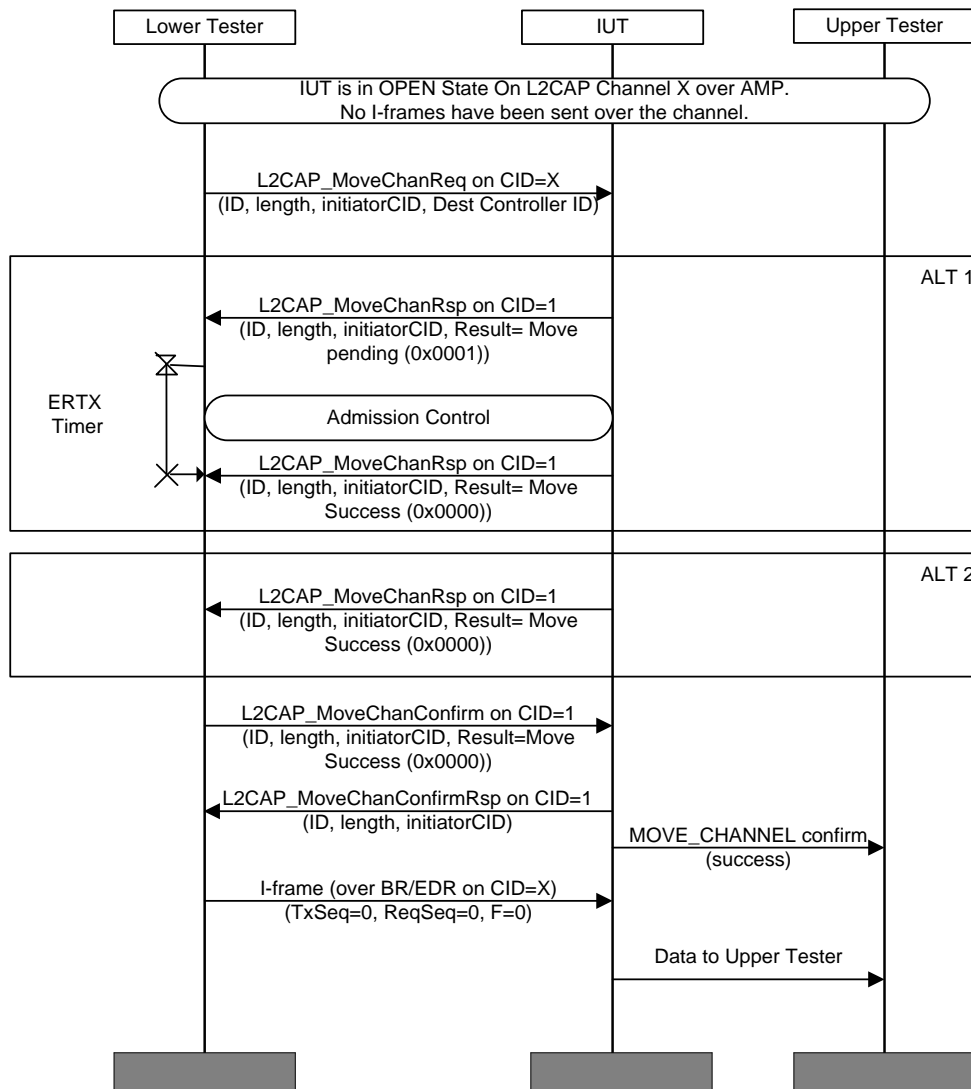 Lower Tester
IUT
Upper Tester
IUT is in OPEN State On L2CAP Channel X over AMP.
No I-frames have been sent over the channel.
L2CAP_MoveChanReq on CID=X
(ID, length, initiatorCID, Dest Controller ID)
ALT 1
L2CAP_MoveChanRsp on CID=1
(ID, length, initiatorCID, Result= Move
pending (0x0001))
ERTX
Timer
Admission Control
L2CAP_MoveChanRsp on CID=1
(ID, length, initiatorCID, Result= Move
Success (0x0000))
ALT 2
L2CAP_MoveChanRsp on CID=1
(ID, length, initiatorCID, Result= Move
Success (0x0000))
L2CAP_MoveChanConfirm on CID=1
(ID, length, initiatorCID, Result=Move
Success (0x0000))
L2CAP_MoveChanConfirmRsp on CID=1
(ID, length, initiatorCID)
MOVE_CHANNEL confirm
(success)
I-frame (over BR/EDR on CID=X)
(TxSeq=0, ReqSeq=0, F=0)
Data to Upper Tester